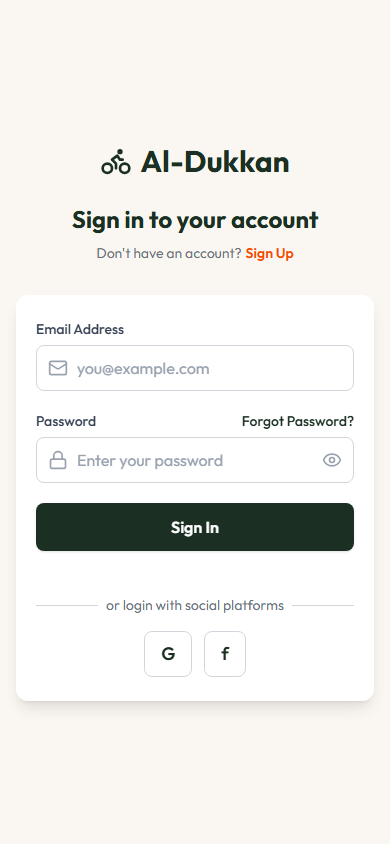 Al-Dukkan
Sign in to your account
Don't have an account? Sign Up
Email Address
you@example.com
Password
Forgot Password?
Enter your password
Sign In
or login with social platforms
G
f